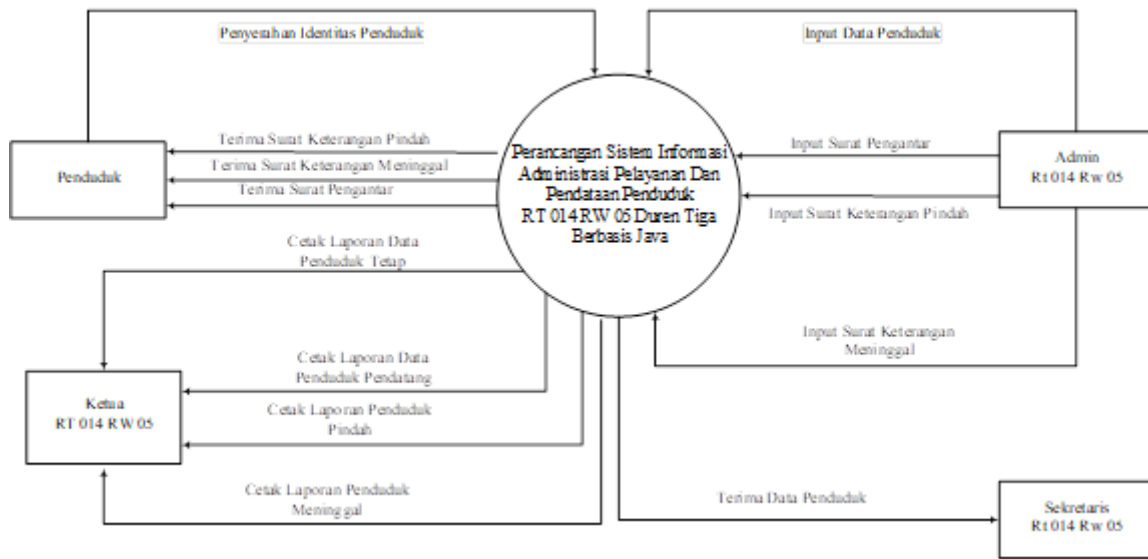 Penyerahan Identitas Penduduk
Input Data Penduduk
Terima Surat Keterangan Pindah
Terima Surat Keterangan Meninggal
Terima Surat Pengantar
Penduduk
Perancangan Sistem Informasi
Administrasi Pelayanan Dan
Pendataan Penduduk
RT 014 RW 05 Duren Tiga
Berbasis Java
Input Surat Pengantar
Input Surat Keterangan Pindah
Admin
Rt 014 Rw 05
Cetak Laporan Data
Penduduk Tetap
Input Surat Keterangan
Meninggal
Cetak Laporan Data
Penduduk Pendatang
Ketua
RT 014 RW 05
Cetak Laporan Penduduk
Pindah
Cetak Laporan Penduduk
Meninggal
Terima Data Penduduk
Sekretaris
Rt 014 Rw 05